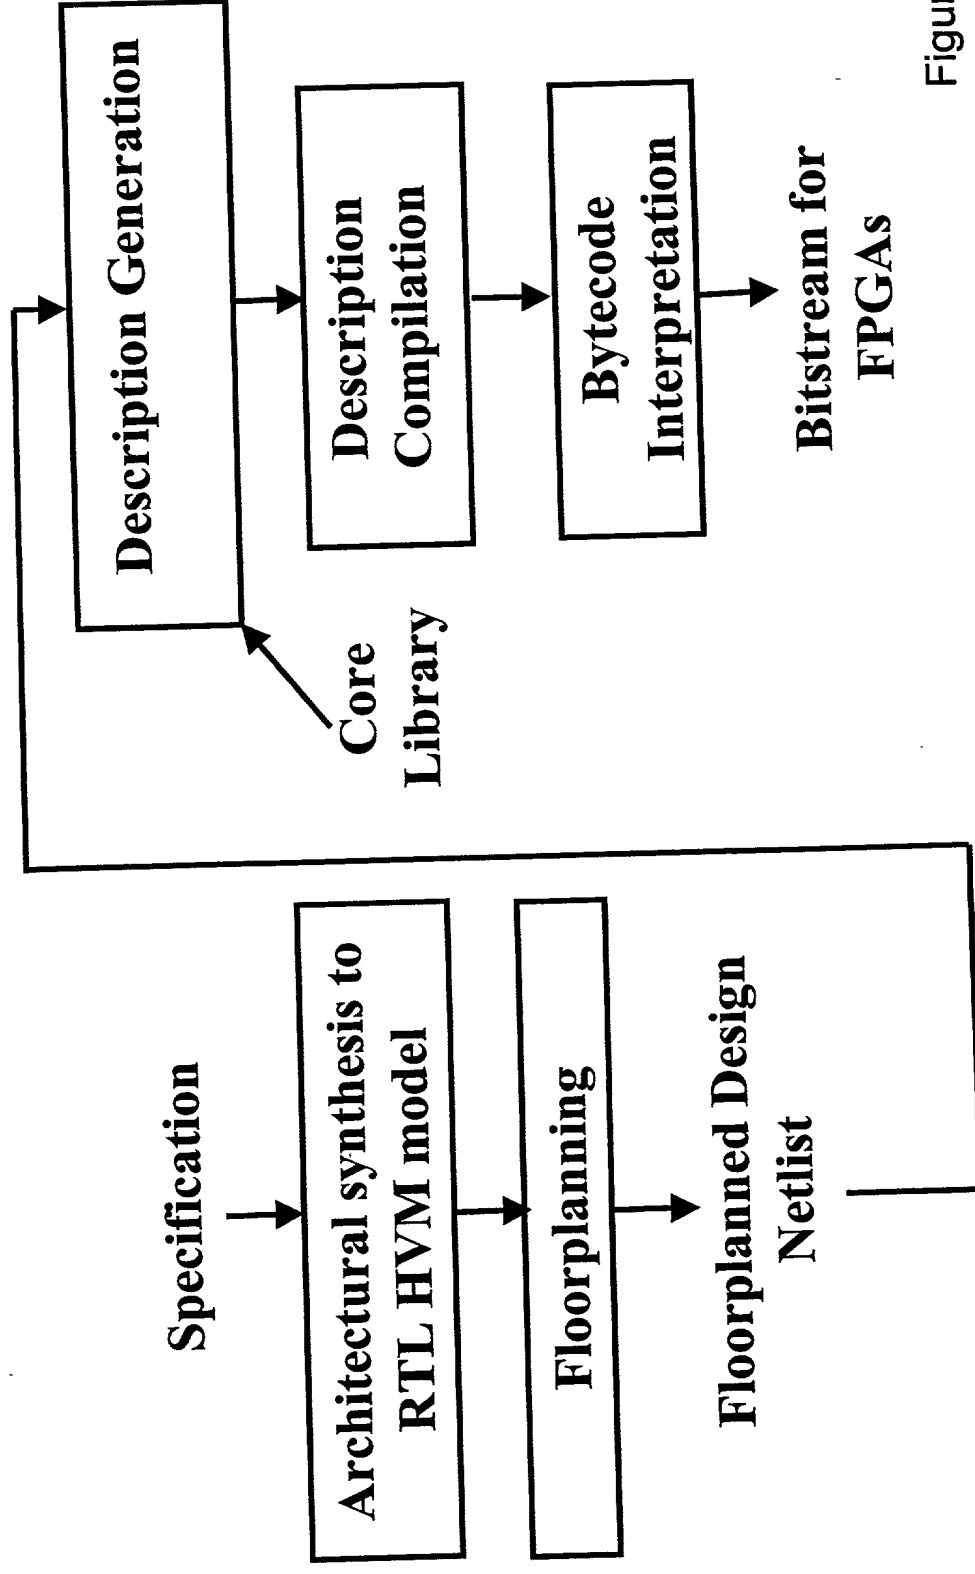 Specification
Architectural synthesis to
RTL HVM model
Floorplanning
Floorplanned Design
Netlist
Description Generation
Core
Library
Description
Compilation
Bytecode
Interpretation
Bitstream for
FPGAs